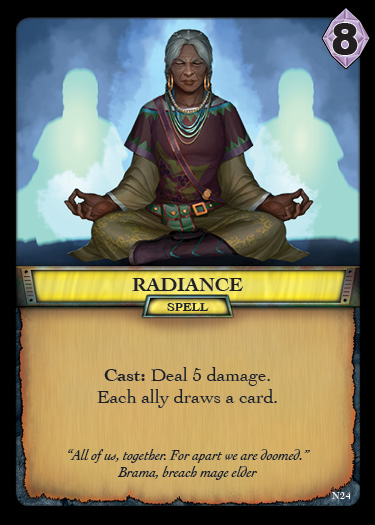 8
RADIANCE
SPELL
Cast: Deal 5 damage.
Each ally draws a card.
“All of us, together. For apart we are doomed.”
Brama, breach mage elder
N24